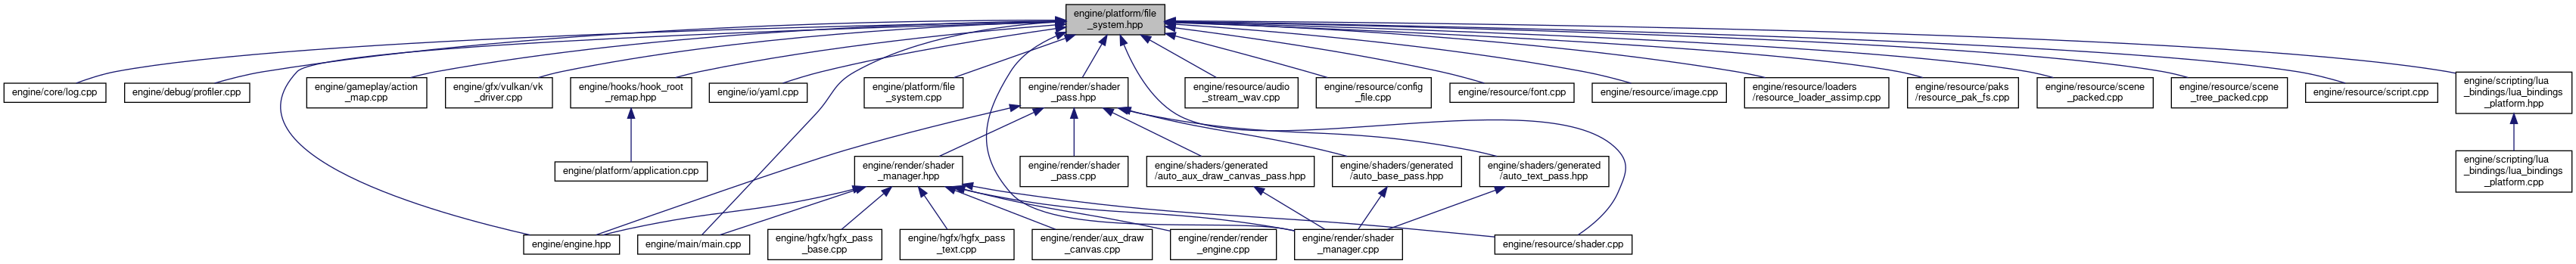 engine/platform/file
_system.hpp
engine/core/log.cpp
engine/debug/profiler.cpp
engine/gameplay/action
_map.cpp
engine/gfx/vulkan/vk
_driver.cpp
engine/hooks/hook_root
_remap.hpp
engine/io/yaml.cpp
engine/platform/file
_system.cpp
engine/render/shader
_pass.hpp
engine/resource/audio
_stream_wav.cpp
engine/resource/config
_file.cpp
engine/resource/font.cpp
engine/resource/image.cpp
engine/resource/loaders
/resource_loader_assimp.cpp
engine/resource/paks
/resource_pak_fs.cpp
engine/resource/scene
_packed.cpp
engine/resource/scene
_tree_packed.cpp
engine/resource/script.cpp
engine/scripting/lua
_bindings/lua_bindings
_platform.hpp
engine/platform/application.cpp
engine/render/shader
_manager.hpp
engine/render/shader
_pass.cpp
engine/shaders/generated
/auto_aux_draw_canvas_pass.hpp
engine/shaders/generated
/auto_base_pass.hpp
engine/shaders/generated
/auto_text_pass.hpp
engine/scripting/lua
_bindings/lua_bindings
_platform.cpp
engine/engine.hpp
engine/main/main.cpp
engine/hgfx/hgfx_pass
_base.cpp
engine/hgfx/hgfx_pass
_text.cpp
engine/render/aux_draw
_canvas.cpp
engine/render/render
_engine.cpp
engine/render/shader
_manager.cpp
engine/resource/shader.cpp